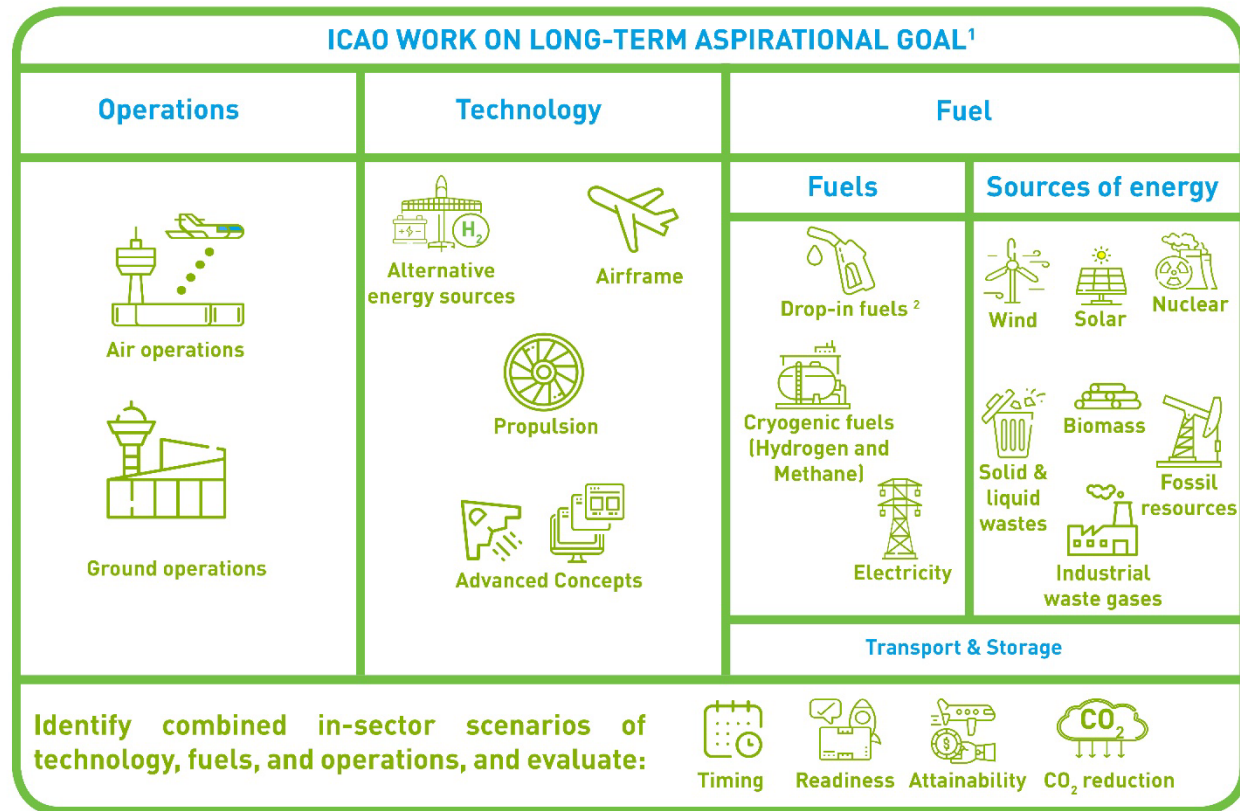 ICAO WORK ON LONG-TERM ASPIRATIONAL GOAL¹
Operations
Technology
Fuel
Fuels
Sources of energy
Air operations
Ground operations
H₂
Alternative
energy sources
Airframe
Propulsion
Advanced Concepts
Drop-in fuels ²
Cryogenic fuels
(Hydrogen and
Methane)
Electricity
Wind
Solar
Nuclear
Solid &
liquid
wastes
Biomass
Fossil
resources
Industrial
waste gases
Transport & Storage
Identify combined in-sector scenarios of
technology, fuels, and operations, and evaluate:
Timing
Readiness
Attainability
CO₂
CO₂ reduction